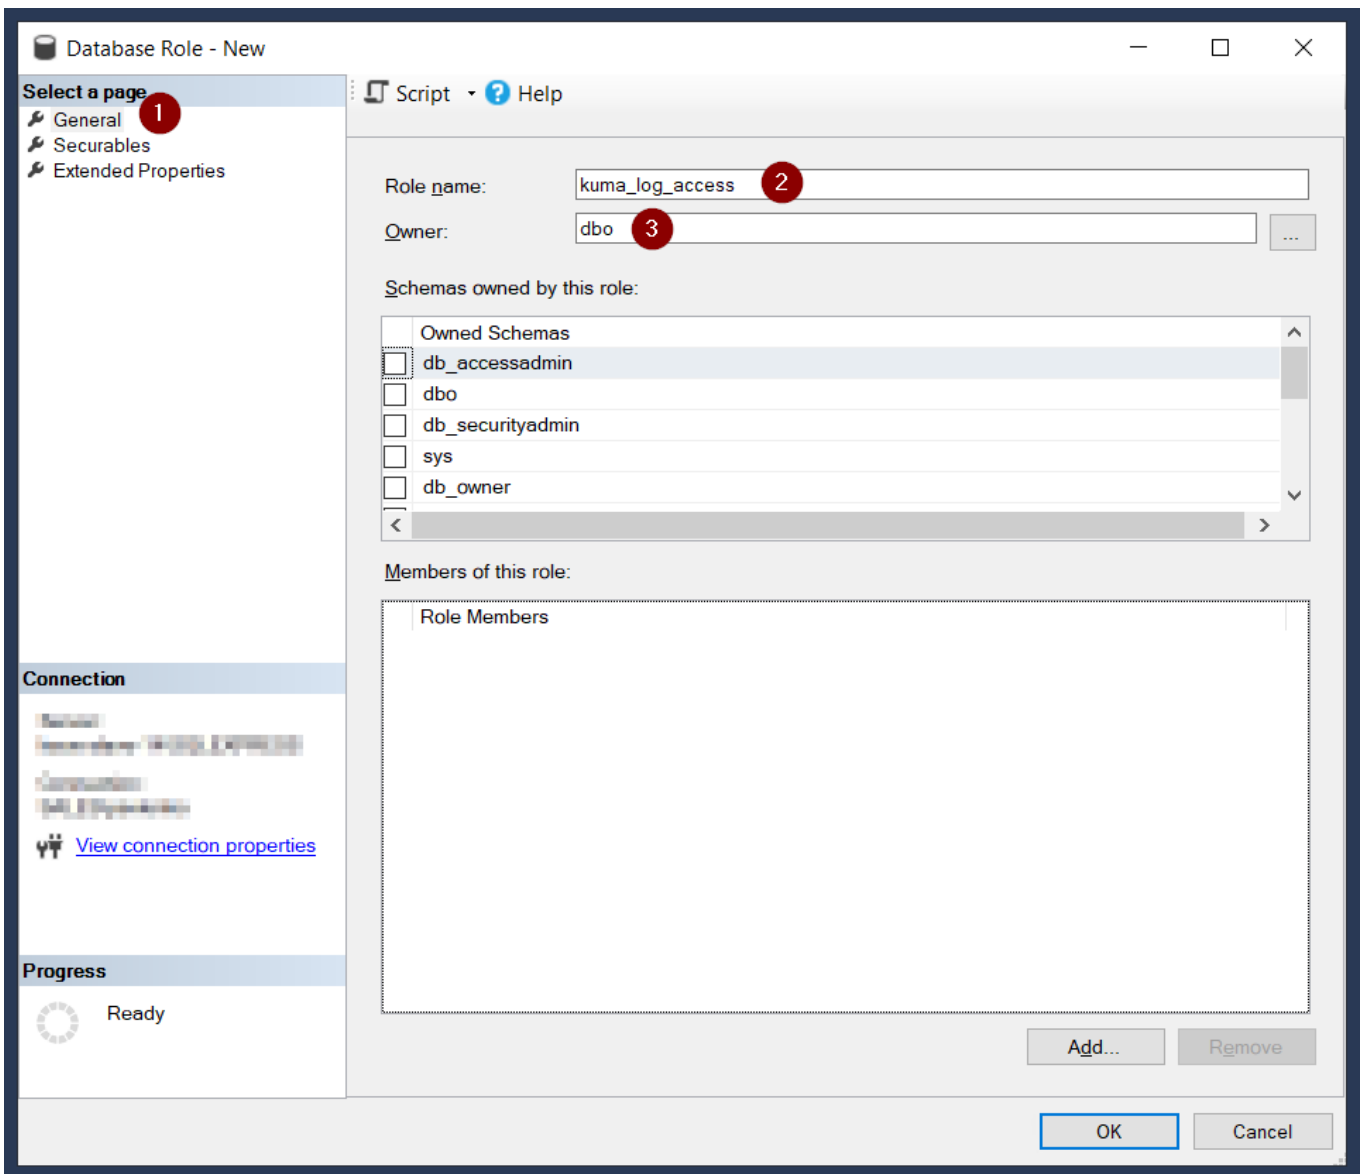 Database Role - New
Select a page
1
General
Securables
Extended Properties
Script
Help
Role name:
kuma_log_access
2
Owner:
dbo
3
...
Schemas owned by this role:
Owned Schemas
db_accessadmin
dbo
db_securityadmin
sys
db_owner
Members of this role:
Role Members
Connection
View connection properties
Progress
Ready
Add...
Remove
OK
Cancel